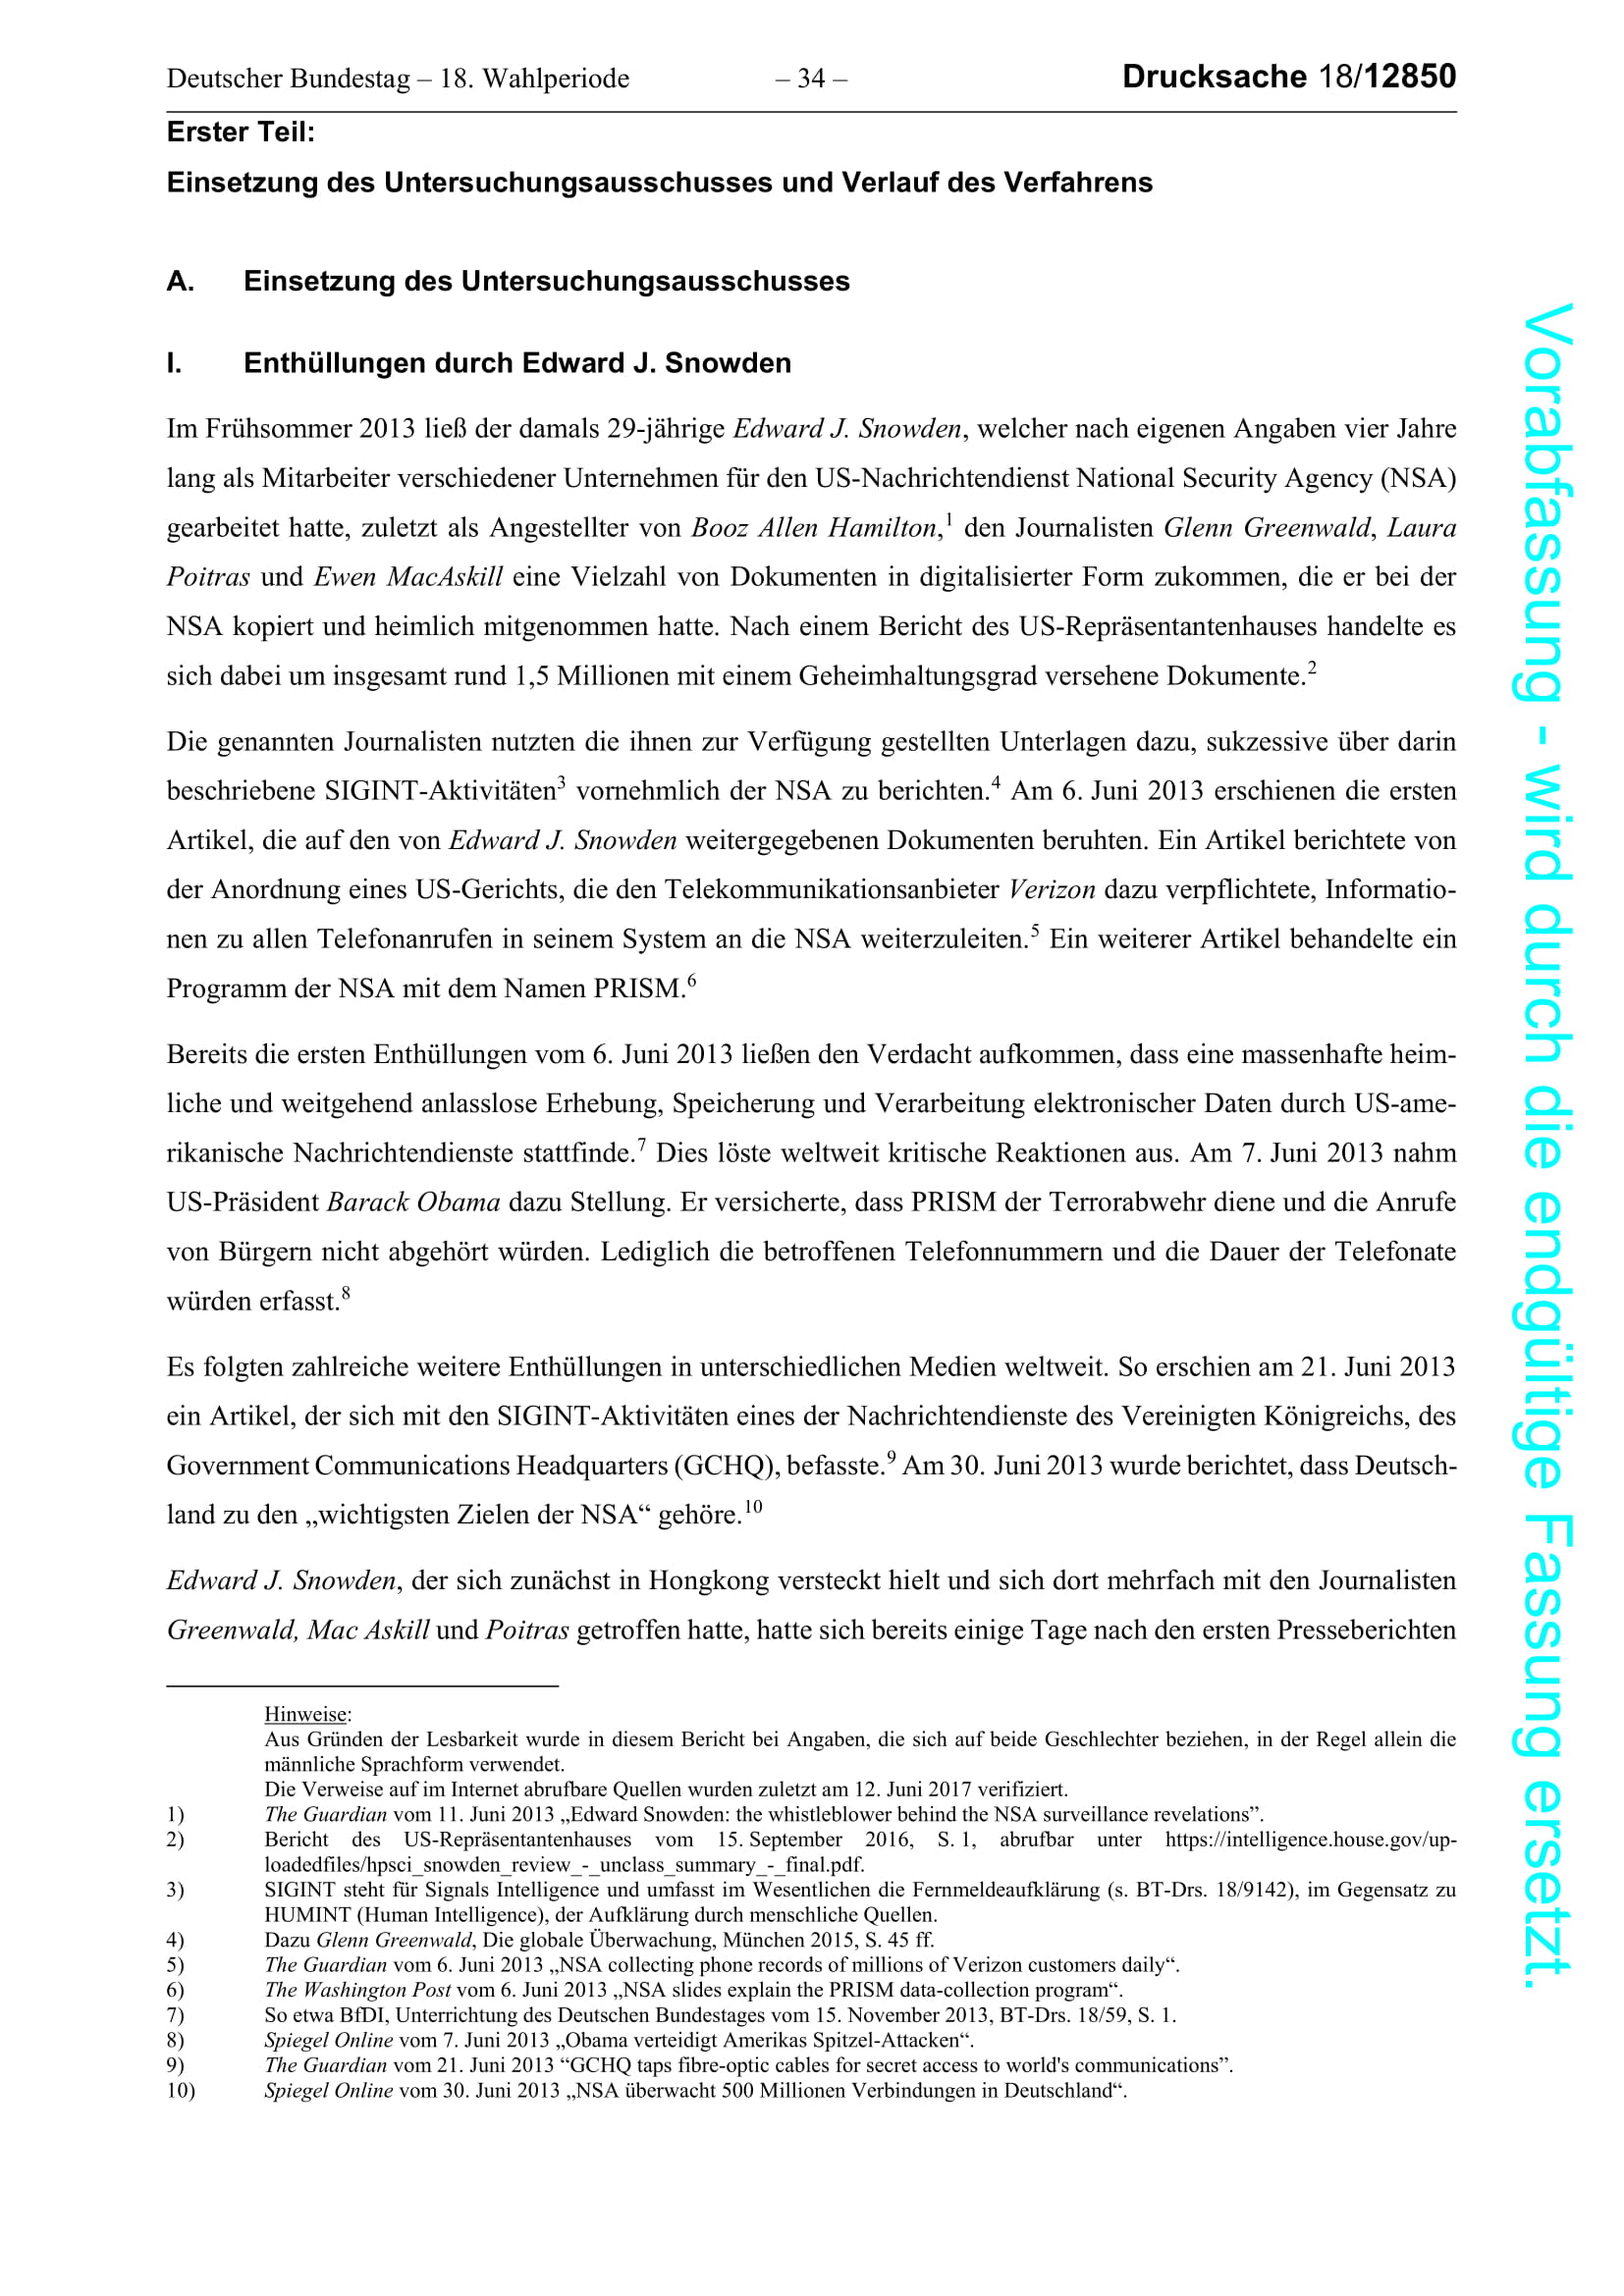 Deutscher Bundestag – 18. Wahlperiode – 34 – Drucksache 18/12850
Erster Teil:
Einsetzung des Untersuchungsausschusses und Verlauf des Verfahrens
A. Einsetzung des Untersuchungsausschusses
I. Enthüllungen durch Edward J. Snowden
Im Frühsommer 2013 ließ der damals 29-jährige Edward J. Snowden, welcher nach eigenen Angaben vier Jahre
lang als Mitarbeiter verschiedener Unternehmen für den US-Nachrichtendienst National Security Agency (NSA)
gearbeitet hatte, zuletzt als Angestellter von Booz Allen Hamilton,1 den Journalisten Glenn Greenwald, Laura
Poitras und Ewen MacAskill eine Vielzahl von Dokumenten in digitalisierter Form zukommen, die er bei der
NSA kopiert und heimlich mitgenommen hatte. Nach einem Bericht des US-Repräsentantenhauses handelte es
sich dabei um insgesamt rund 1,5 Millionen mit einem Geheimhaltungsgrad versehene Dokumente.2
Die genannten Journalisten nutzten die ihnen zur Verfügung gestellten Unterlagen dazu, sukzessive über darin
beschriebene SIGINT-Aktivitäten3 vornehmlich der NSA zu berichten.4 Am 6. Juni 2013 erschienen die ersten
Artikel, die auf den von Edward J. Snowden weitergegebenen Dokumenten beruhten. Ein Artikel berichtete von
der Anordnung eines US-Gerichts, die den Telekommunikationsanbieter Verizon dazu verpflichtete, Informatio-
nen zu allen Telefonanrufen in seinem System an die NSA weiterzuleiten.5 Ein weiterer Artikel behandelte ein
Programm der NSA mit dem Namen PRISM.6
Bereits die ersten Enthüllungen vom 6. Juni 2013 ließen den Verdacht aufkommen, dass eine massenhafte heim-
liche und weitgehend anlasslose Erhebung, Speicherung und Verarbeitung elektronischer Daten durch US-ame-
rikanische Nachrichtendienste stattfinde.7 Dies löste weltweit kritische Reaktionen aus. Am 7. Juni 2013 nahm
US-Präsident Barack Obama dazu Stellung. Er versicherte, dass PRISM der Terrorabwehr diene und die Anrufe
von Bürgern nicht abgehört würden. Lediglich die betroffenen Telefonnummern und die Dauer der Telefonate
würden erfasst.8
Es folgten zahlreiche weitere Enthüllungen in unterschiedlichen Medien weltweit. So erschien am 21. Juni 2013
ein Artikel, der sich mit den SIGINT-Aktivitäten eines der Nachrichtendienste des Vereinigten Königreichs, des
Government Communications Headquarters (GCHQ), befasste.9 Am 30. Juni 2013 wurde berichtet, dass Deutsch-
land zu den „wichtigsten Zielen der NSA“ gehöre.10
Edward J. Snowden, der sich zunächst in Hongkong versteckt hielt und sich dort mehrfach mit den Journalisten
Greenwald, Mac Askill und Poitras getroffen hatte, hatte sich bereits einige Tage nach den ersten Presseberichten
Hinweise:
Aus Gründen der Lesbarkeit wurde in diesem Bericht bei Angaben, die sich auf beide Geschlechter beziehen, in der Regel allein die
männliche Sprachform verwendet.
Die Verweise auf im Internet abrufbare Quellen wurden zuletzt am 12. Juni 2017 verifiziert.
1) The Guardian vom 11. Juni 2013 „Edward Snowden: the whistleblower behind the NSA surveillance revelations”.
2) Bericht des US-Repräsentantenhauses vom 15. September 2016, S. 1, abrufbar unter https://intelligence.house.gov/up-
loadedfiles/hpsci_snowden_review_-_unclass_summary_-_final.pdf.
3) SIGINT steht für Signals Intelligence und umfasst im Wesentlichen die Fernmeldeaufklärung (s. BT-Drs. 18/9142), im Gegensatz zu
HUMINT (Human Intelligence), der Aufklärung durch menschliche Quellen.
4) Dazu Glenn Greenwald, Die globale Überwachung, München 2015, S. 45 ff.
5) The Guardian vom 6. Juni 2013 „NSA collecting phone records of millions of Verizon customers daily“.
6) The Washington Post vom 6. Juni 2013 „NSA slides explain the PRISM data-collection program“.
7) So etwa BfDI, Unterrichtung des Deutschen Bundestages vom 15. November 2013, BT-Drs. 18/59, S. 1.
8) Spiegel Online vom 7. Juni 2013 „Obama verteidigt Amerikas Spitzel-Attacken“.
9) The Guardian vom 21. Juni 2013 “GCHQ taps fibre-optic cables for secret access to world's communications”.
10) Spiegel Online vom 30. Juni 2013 „NSA überwacht 500 Millionen Verbindungen in Deutschland“.
Vorabfassung - wird durch die endgültige Fassung ersetzt.